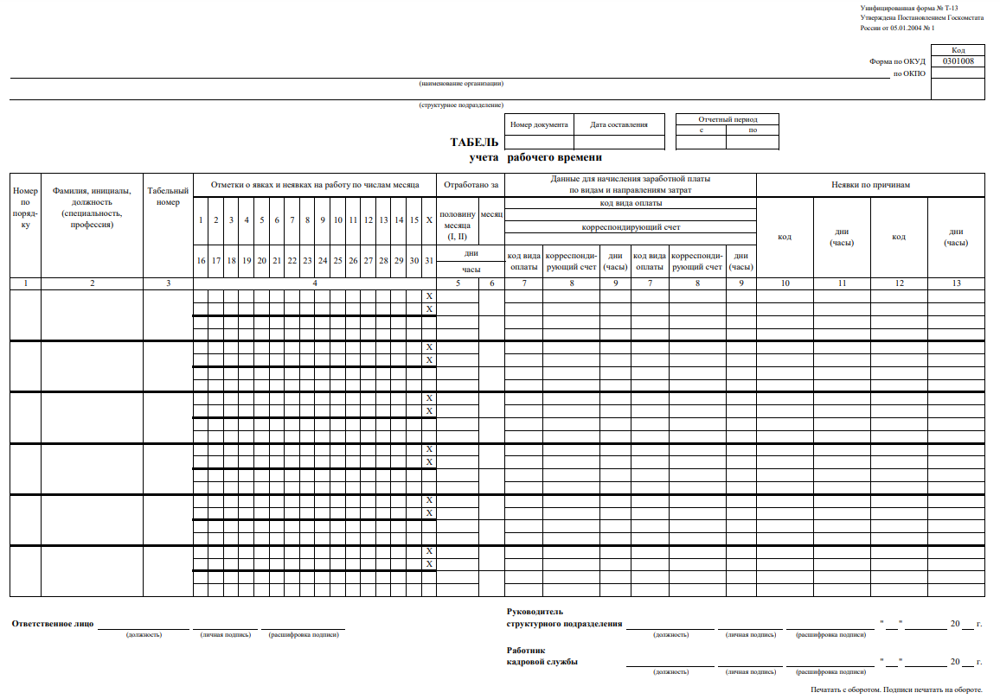 Унифицированная форма № Т-13
Утверждена Постановлением Госкомстата
России от 05.01.2004 № 1
Код
Форма по ОКУД 0301008
по ОКПО
(наименование организации)
(структурное подразделение)
Номер документа Дата составления Отчетный период
с по
ТАБЕЛЬ
учета рабочего времени
Номер по поряд-ку Фамилия, инициалы, должность (специальность, профессия) Табельный номер Отметки о явках и неявках на работу по числам месяца Отработано за Данные для начисления заработной платы по видам и направлениям затрат Неявки по причинам
1 2 3 4 5 6 7 8 9 10 11 12 13 14 15 X половину месяца (I, II) месяц код вида оплаты
корреспондирующий счет
код дни (часы) код дни (часы)
16 17 18 19 20 21 22 23 24 25 26 27 28 29 30 31 дни
часы
код вида оплаты корреспонди-рующий счет дни (часы) код вида оплаты корреспонди-рующий счет дни (часы)
1 2 3 4 5 6 7 8 9 7 8 9 10 11 12 13
X
X
X
X
X
X
X
X
X
X
X
X
Ответственное лицо
(должность) (личная подпись) (расшифровка подписи)
Руководитель
структурного подразделения " " 20 г.
(должность) (личная подпись) (расшифровка подписи)
Работник
кадровой службы " " 20 г.
(должность) (личная подпись) (расшифровка подписи)
Печатать с оборотом. Подписи печатать на обороте.